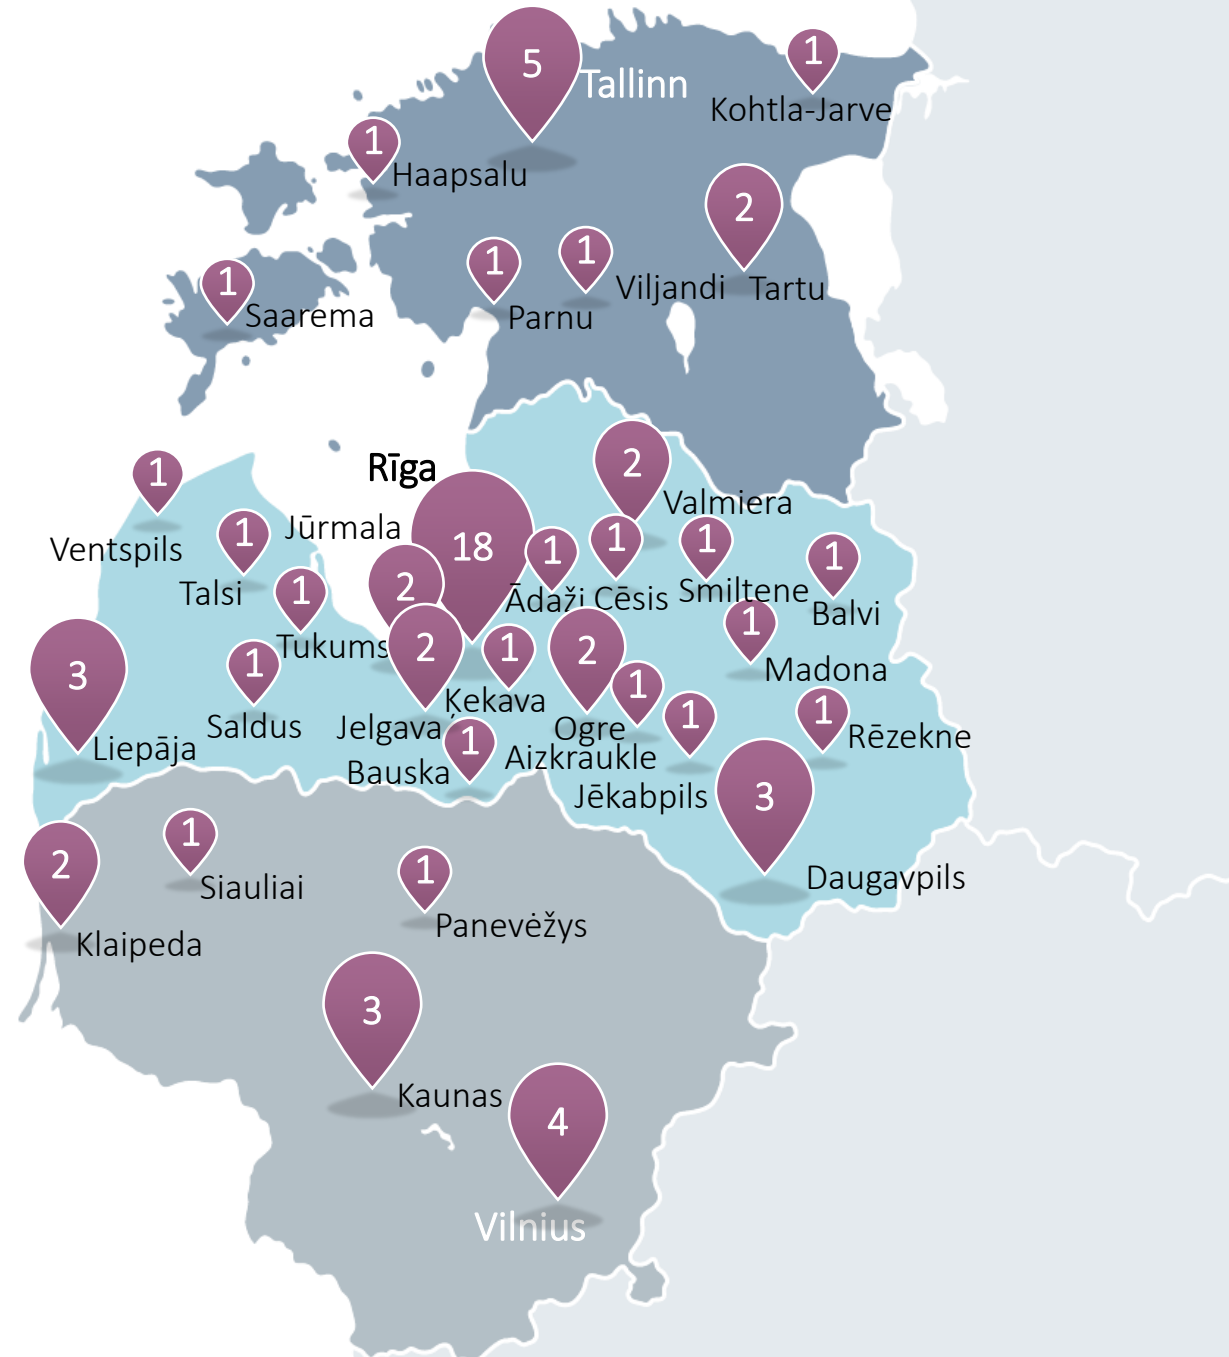 5
Tallinn
1
Kohtla-Jarve
1
Haapsalu
2
Tartu
1
Viljandi
1
Parnu
1
Saarema
Rīga
18
2
Valmiera
1
Ventspils
1
Talsi
Jūrmala
2
1
Ādaži
1
Cēsis
1
Smiltene
1
Balvi
1
Tukums
1
Madona
3
Liepāja
1
Saldus
2
Jelgava
1
Ķekava
2
Ogre
1
Aizkraukle
1
Jēkabpils
1
Rēzekne
1
Bauska
3
Daugavpils
2
Klaipeda
1
Siauliai
1
Panevėžys
3
Kaunas
4
Vilnius